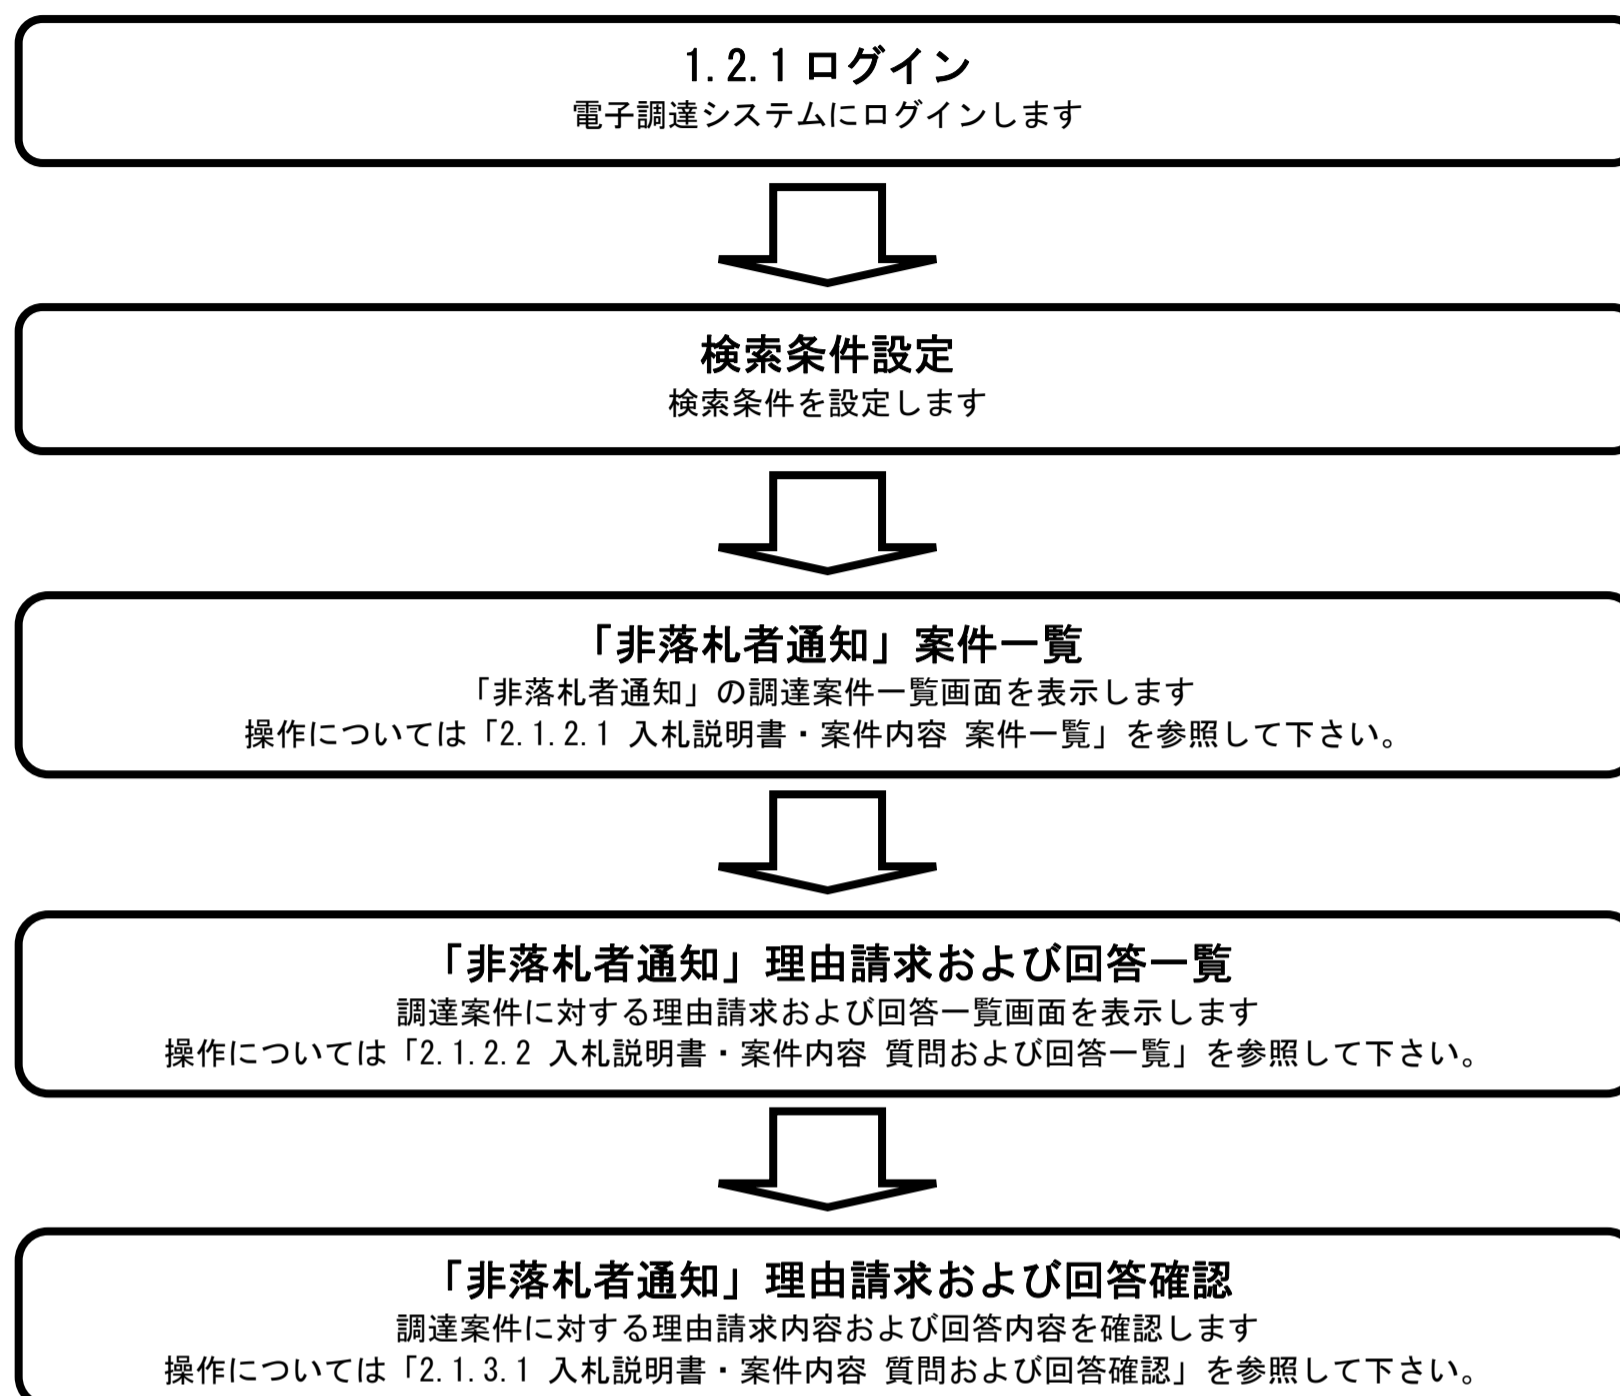 1.2.1 ログイン
電子調達システムにログインします
検索条件設定
検索条件を設定します
「非落札者通知」案件一覧
「非落札者通知」の調達案件一覧画面を表示します
操作については「2.1.2.1 入札説明書・案件内容 案件一覧」を参照して下さい。
「非落札者通知」理由請求および回答一覧
調達案件に対する理由請求および回答一覧画面を表示します
操作については「2.1.2.2 入札説明書・案件内容 質問および回答一覧」を参照して下さい。
「非落札者通知」理由請求および回答確認
調達案件に対する理由請求内容および回答内容を確認します
操作については「2.1.3.1 入札説明書・案件内容 質問および回答確認」を参照して下さい。